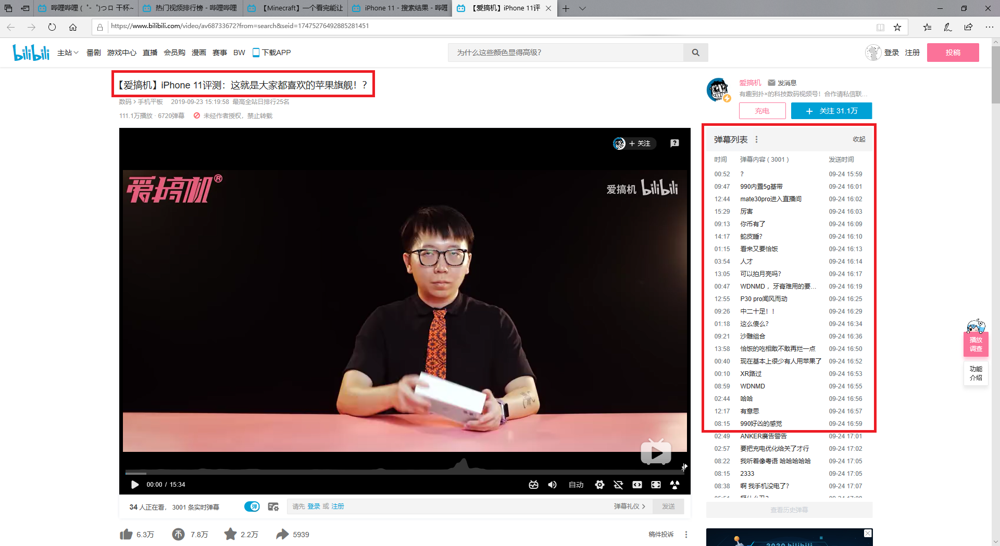 哔哩哔哩 (゜-゜)つロ 干杯~
热门视频排行榜 - 哔哩哔哩
【Minecraft】一个看完能让
iPhone 11 - 搜索结果 - 哔哩
【爱搞机】iPhone 11评
https://www.bilibili.com/video/av68733672?from=search&seid=17475276492885281451
bilibili 主站 番剧 游戏中心 直播 会员购 漫画 赛事 BW 下载APP
为什么这些颜色显得高级?
登录 注册 投稿
【爱搞机】iPhone 11评测：这就是大家都喜欢的苹果旗舰！?
数码 > 手机平板 2019-09-23 15:19:58 最高全站日排行25名
111.1万播放 · 6720弹幕 未经作者授权，禁止转载
爱搞机 发消息
有趣到扑×的科技数码视频号！合作请私信联...
充电 + 关注 31.1万
+ 关注
爱搞机®
爱搞机 bilibili
弹幕列表 收起
时间 弹幕内容 ( 3001 ) 发送时间
00:52 ? 09-24 15:59
09:47 990内置5g基带 09-24 16:01
12:44 mate30pro进入直播间 09-24 16:02
15:29 厉害 09-24 16:03
09:13 你币有了 09-24 16:09
14:17 蛇皮睡? 09-24 16:10
01:15 看来又要恰饭 09-24 16:13
03:54 人才 09-24 16:14
13:05 可以拍月亮吗? 09-24 16:17
00:47 WDNMD ，牙膏难用的要... 09-24 16:19
12:55 P30 pro闻风而动 09-24 16:25
09:26 中二十足！！ 09-24 16:29
01:18 这么傻么? 09-24 16:34
09:21 沙雕组合 09-24 16:36
13:58 恰饭的吃相敢不敢再烂一点 09-24 16:50
00:40 现在基本上很少有人用苹果了 09-24 16:52
00:10 XR路过 09-24 16:53
08:59 WDNMD 09-24 16:55
02:44 哈哈 09-24 16:56
12:17 有意思 09-24 16:57
08:15 990好凶的感觉 09-24 16:59
02:49 ANKER廣告警告 09-24 17:01
02:57 要把充电优化给关了才行 09-24 17:02
08:22 我听着像粤语 哈哈哈哈哈 09-24 17:05
08:15 2333 09-24 17:05
08:38 啊 我手机没电了? 09-24 17:07
查看历史弹幕
播放
调查
功能
介绍
00:00 / 15:34 自动
34 人正在看， 3001 条实时弹幕 弹 请先 登录 或 注册 弹幕礼仪 > 发送
6.3万 7.8万 2.2万 5939 稿件投诉